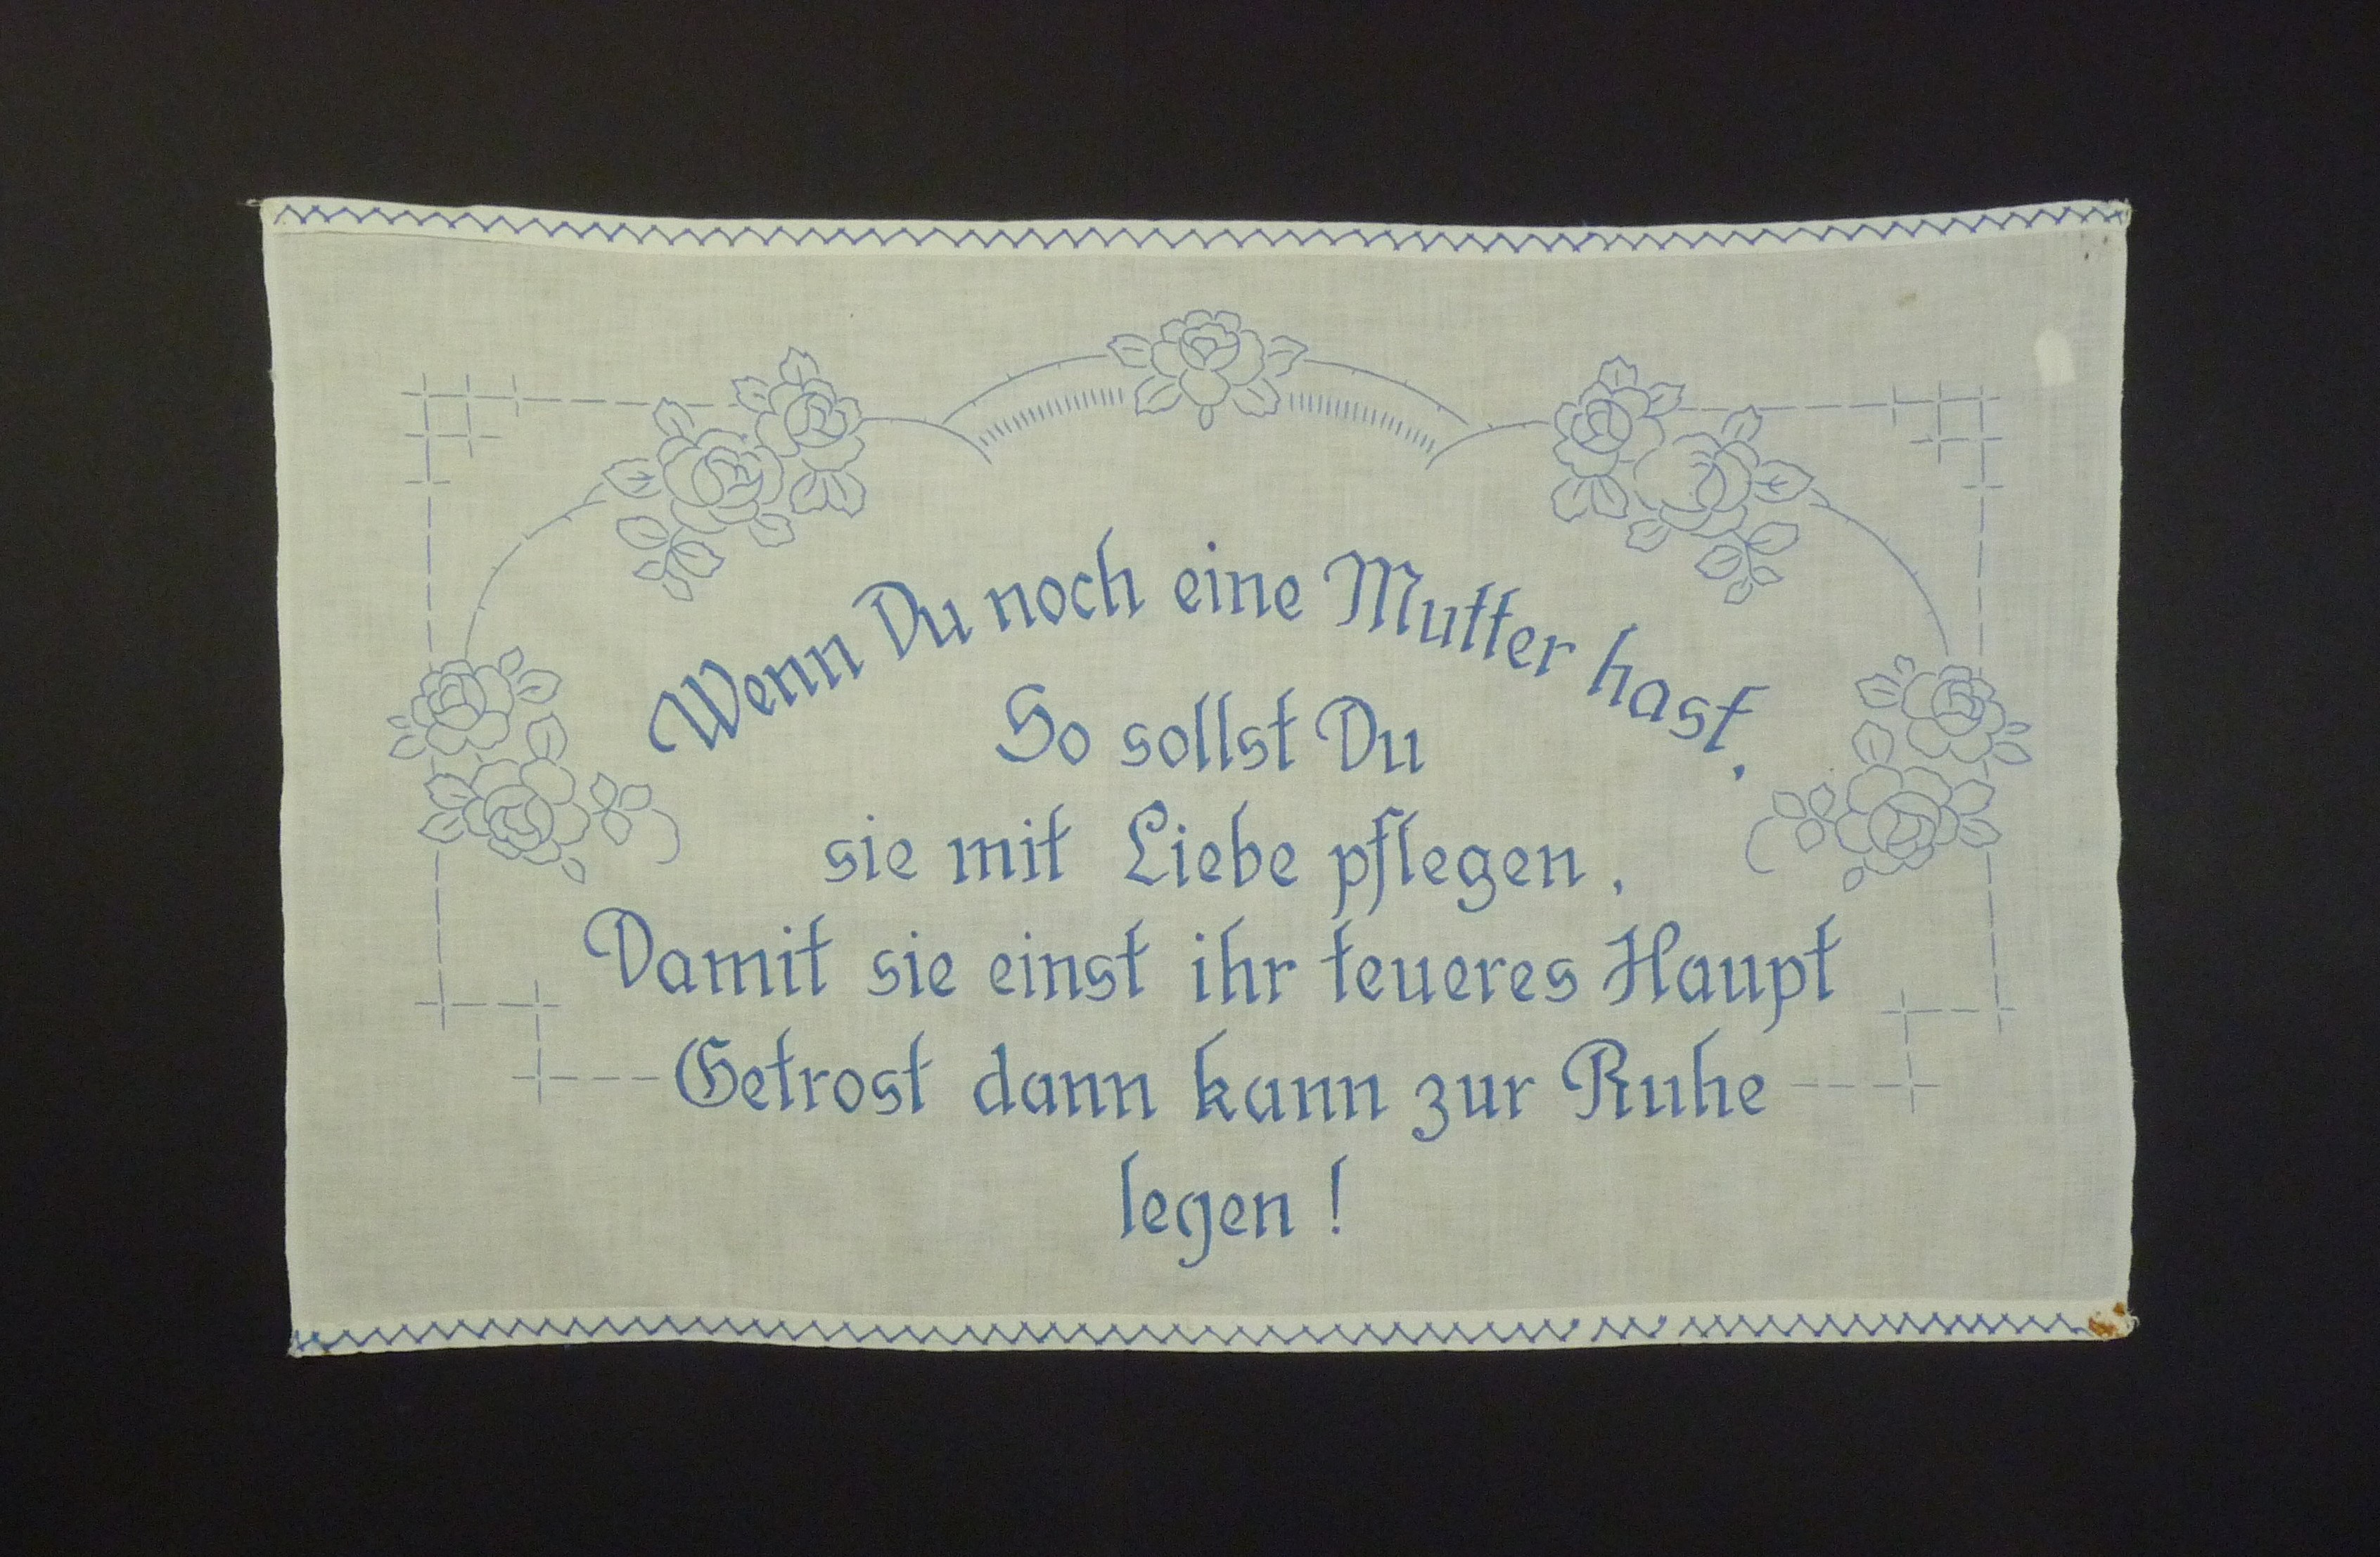 Wenn Du noch eine Mutter hast,
So sollst Du
sie mit Liebe pflegen,
Damit sie einst ihr teueres Haupt
Getrost dann kann zur Ruhe
legen!